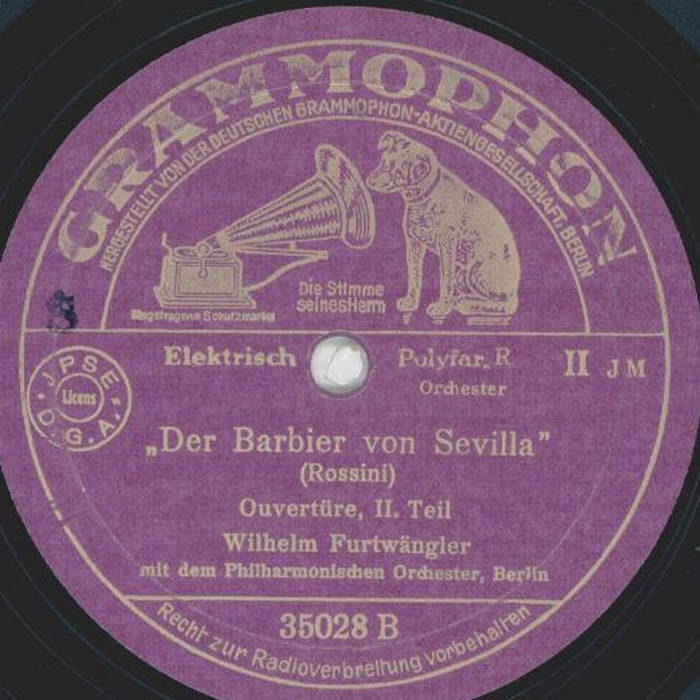 GRAMMOPHON
HERGESTELLT VON DER DEUTSCHEN GRAMMOPHON-AKTIENGESELLSCHAFT, BERLIN
Die Stimme
seines Herrn
Eingetragene Schutzmarke
Elektrisch
Polyfar„R
II J M
Orchester
JPSE
Licens
D.G.A.
„Der Barbier von Sevilla”
(Rossini)
Ouvertüre, II. Teil
Wilhelm Furtwängler
mit dem Philharmonischen Orchester, Berlin
35028 B
Recht zur Radioverbreitung vorbehalten